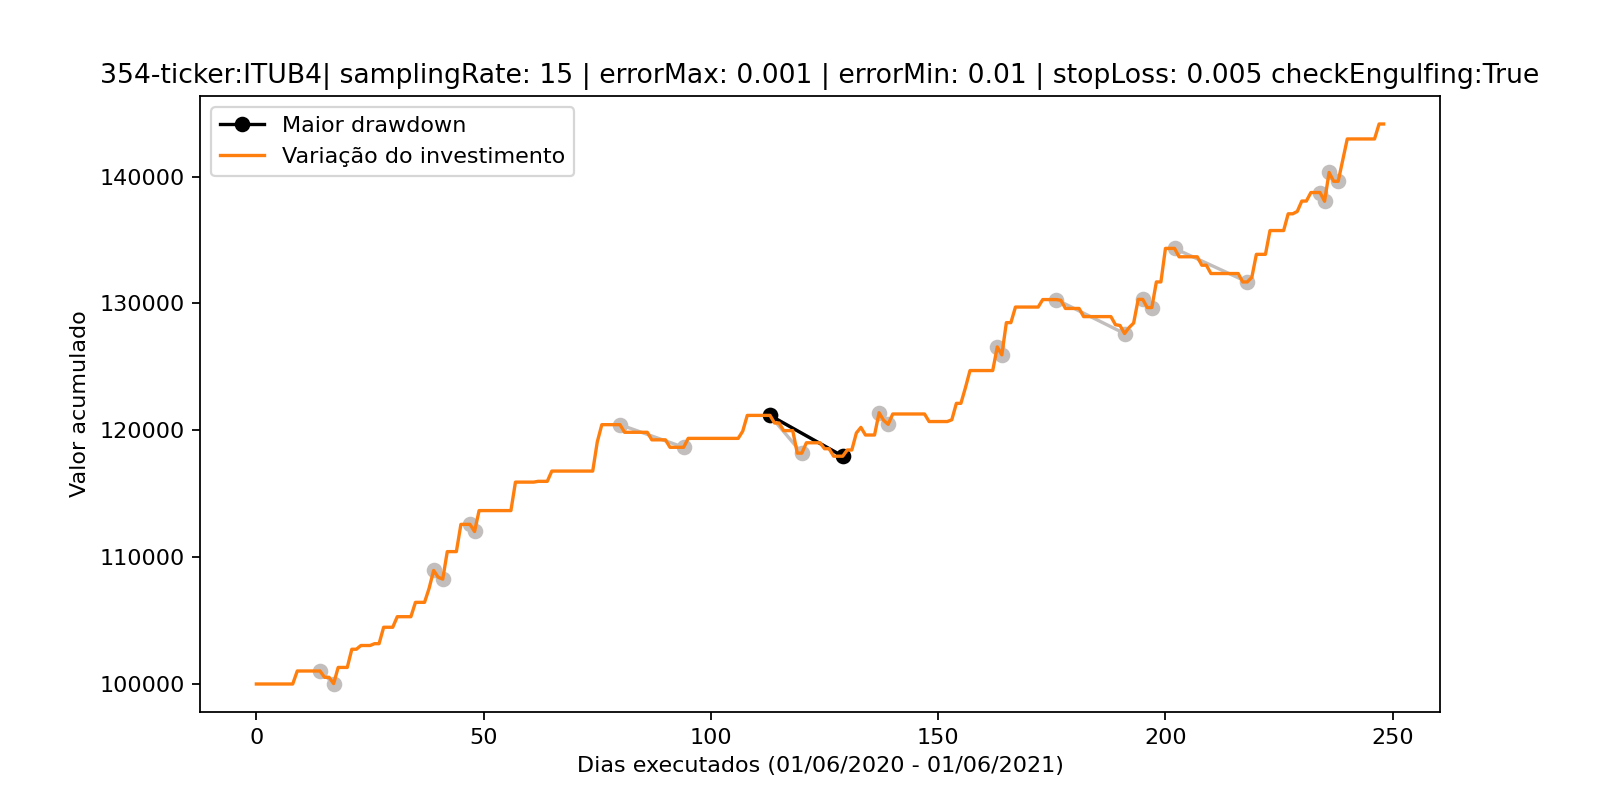 354-ticker:ITUB4| samplingRate: 15 | errorMax: 0.001 | errorMin: 0.01 | stopLoss: 0.005 checkEngulfing:True
Maior drawdown
Variação do investimento
Valor acumulado
140000
130000
120000
110000
100000
0 50 100 150 200 250
Dias executados (01/06/2020 - 01/06/2021)